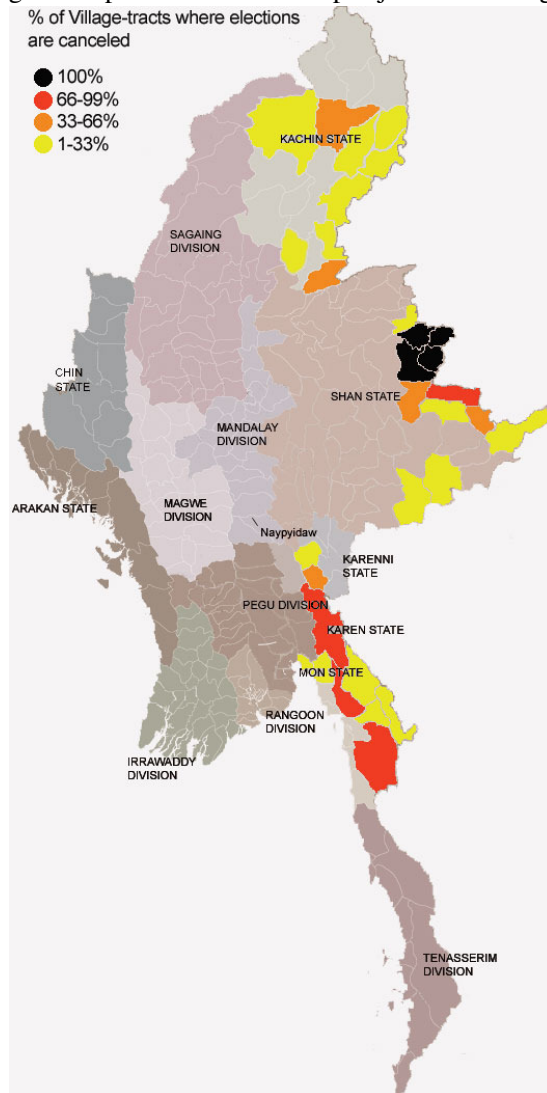 % of Village-tracts where elections
are canceled
100%
66-99%
33-66%
1-33%
KACHIN STATE
SAGAING
DIVISION
CHIN
STATE
SHAN STATE
MANDALAY
DIVISION
ARAKAN STATE
MAGWE
DIVISION
Naypyidaw
KARENNI
STATE
PEGU DIVISION
KAREN STATE
MON STATE
RANGOON
DIVISION
IRRAWADDY
DIVISION
TENASSERIM
DIVISION